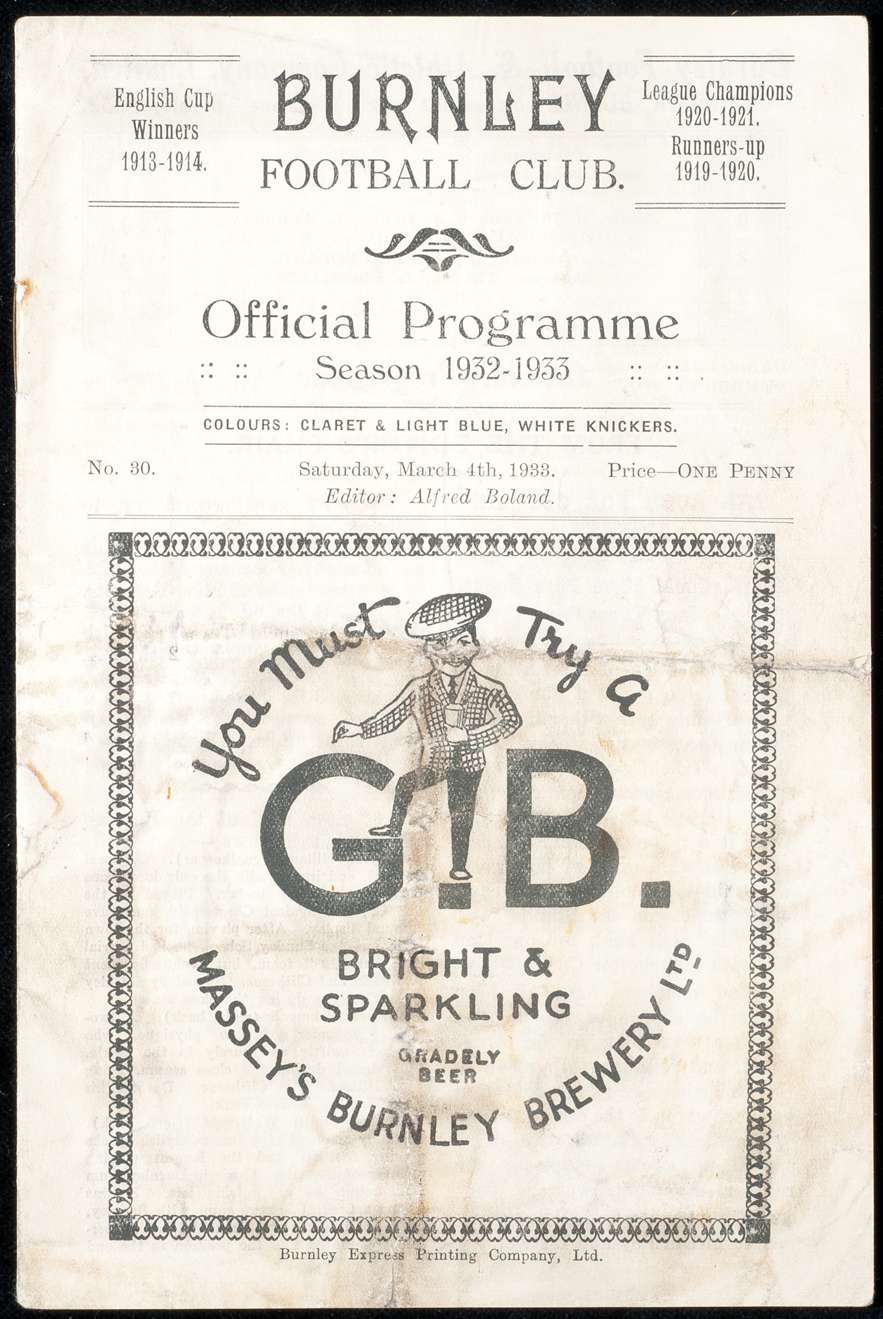 English Cup
Winners
1913-1914.
BURNLEY
FOOTBALL CLUB.
League Champions
1920-1921.
Runners-up
1919-1920.
Official Programme
:: :: Season 1932-1933 :: ::
COLOURS: CLARET & LIGHT BLUE, WHITE KNICKERS.
No. 30. Saturday, March 4th, 1933. Price—ONE PENNY
Editor: Alfred Boland.
You Must Try a
G.B.
BRIGHT &
SPARKLING
GRADELY
BEER
MASSEY'S BURNLEY BREWERY LTD
Burnley Express Printing Company, Ltd.